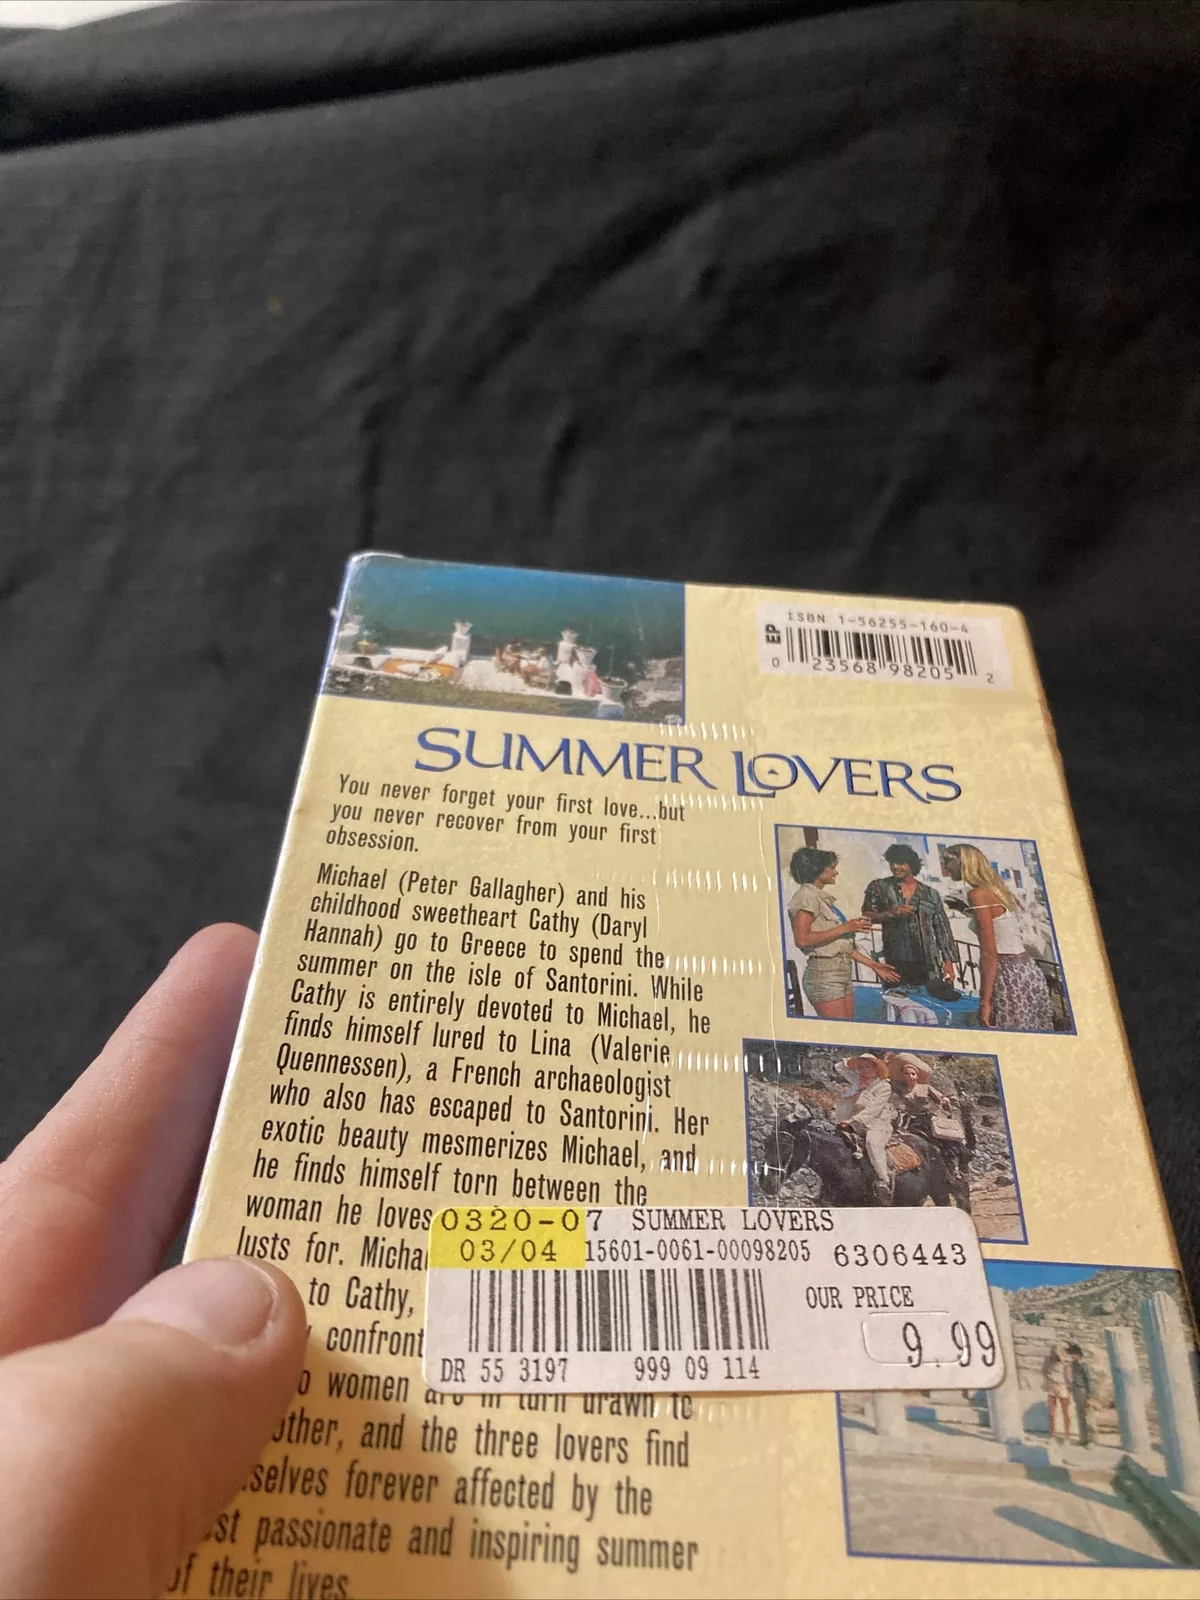 ISBN 1-56255-160-4
EP
0 23568 98205 2
SUMMER LOVERS
You never forget your first love...but
you never recover from your first
obsession.
Michael (Peter Gallagher) and his
childhood sweetheart Cathy (Daryl
Hannah) go to Greece to spend the
summer on the isle of Santorini. While
Cathy is entirely devoted to Michael, he
finds himself lured to Lina (Valerie
Quennessen), a French archaeologist
who also has escaped to Santorini. Her
exotic beauty mesmerizes Michael, and
he finds himself torn between the
woman he loves
lusts for.
to Cathy,
confront
women are in turn drawn to
other, and the three lovers find
selves forever affected by the
st passionate and inspiring summer
of their lives.
0320-07 SUMMER LOVERS
03/04 15601-0061-00098205 6306443
OUR PRICE
9.99
DR 55 3197 999 09 114